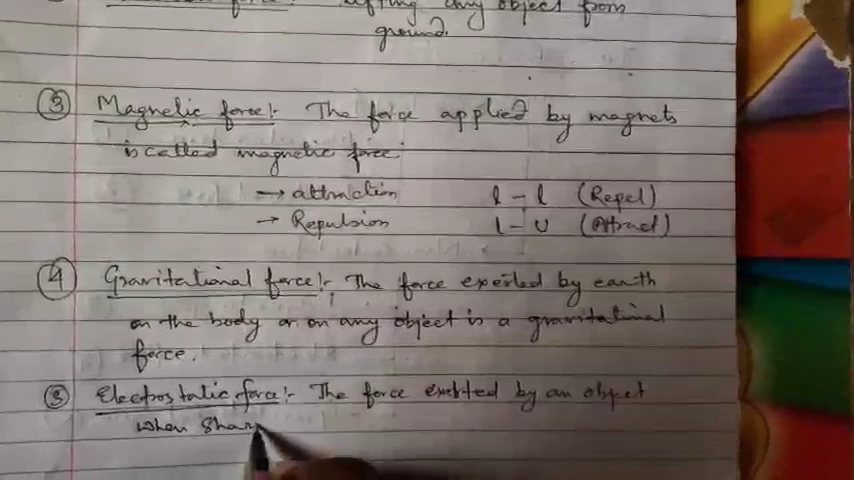 lifting any object from
ground.
③ Magnetic force:- The force applied by magnets
is called magnetic force
→ attraction l - l (Repel)
→ Repulsion l - u (Attract)
④ Gravitational force:- The force exerted by earth
on the body or on any object is a gravitational
force.
⑤ Electrostatic force:- The force exerted by an object
when Shar